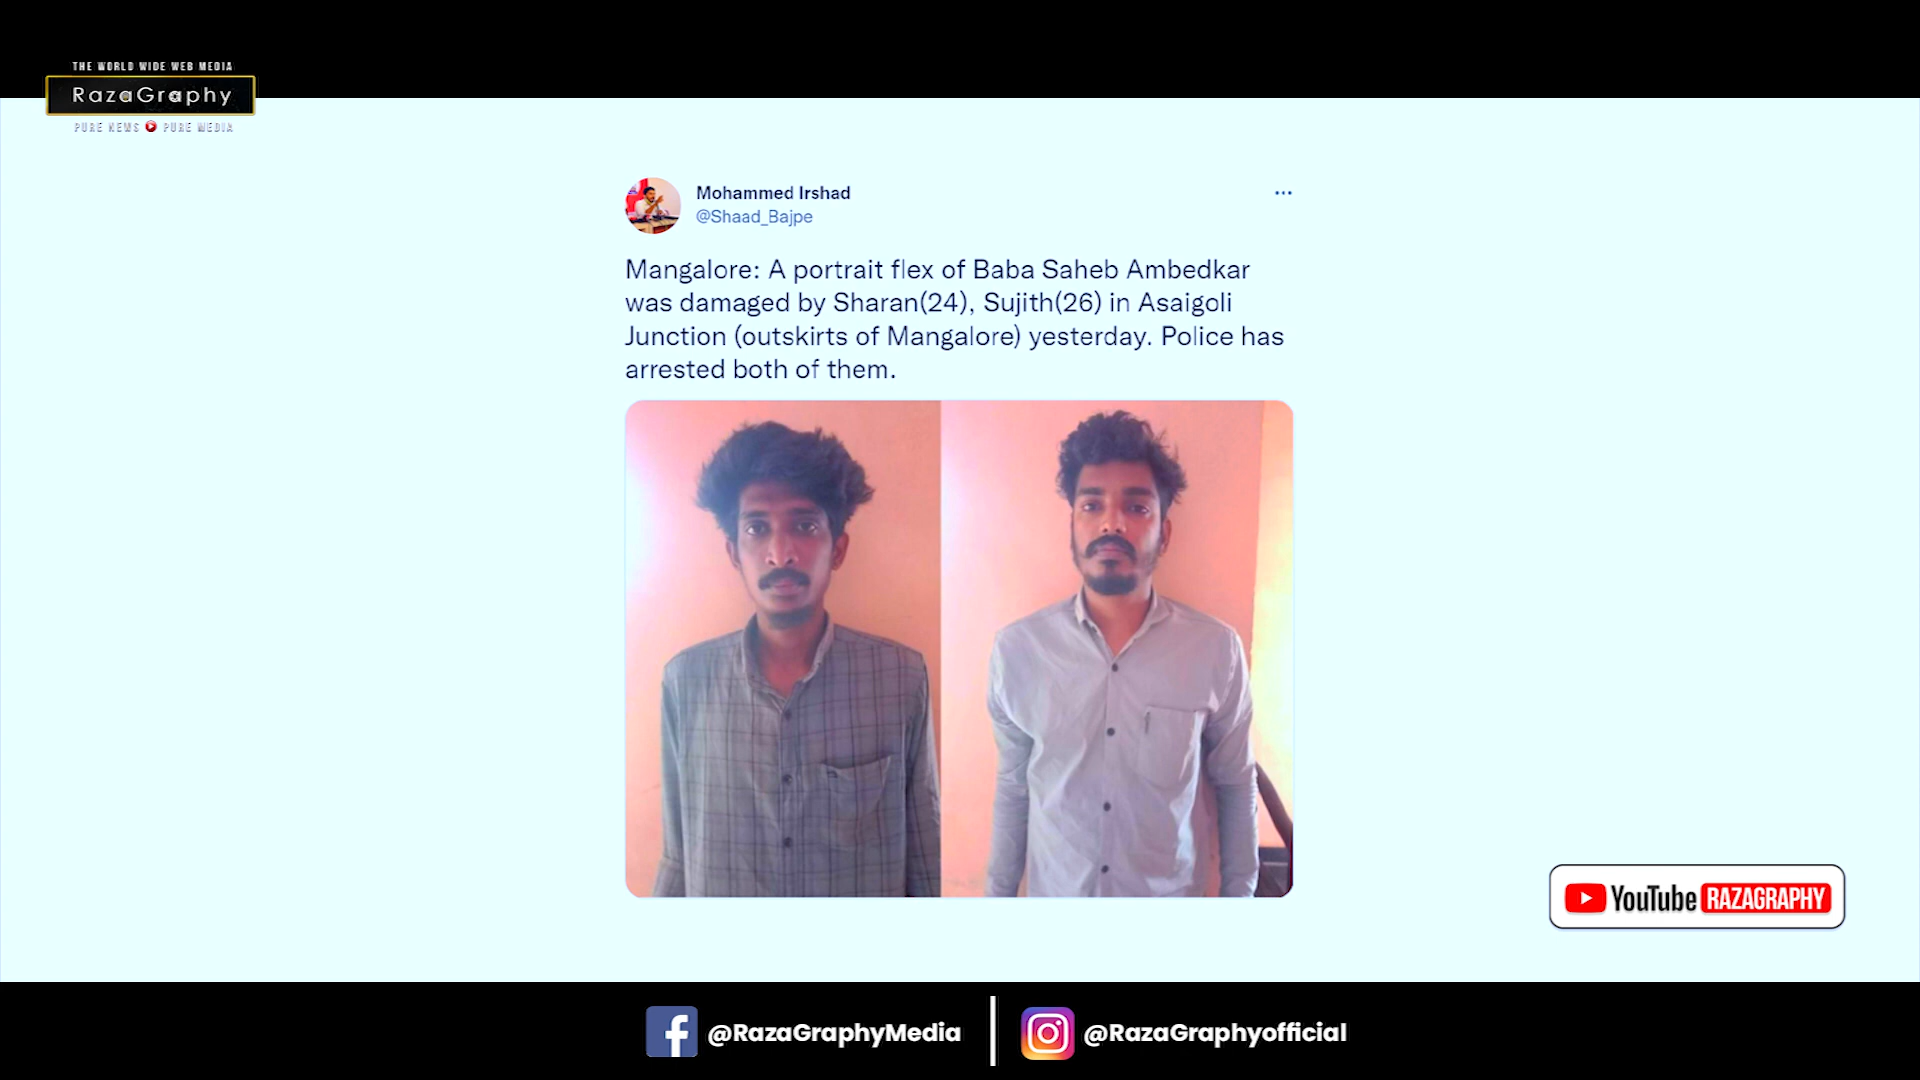 THE WORLD WIDE WEB MEDIA
RazaGraphy
PURE NEWS PURE MEDIA
Mohammed Irshad
@Shaad_Bajpe
Mangalore: A portrait flex of Baba Saheb Ambedkar
was damaged by Sharan(24), Sujith(26) in Asaigoli
Junction (outskirts of Mangalore) yesterday. Police has
arrested both of them.
YouTube RAZAGRAPHY
@RazaGraphyMedia
@RazaGraphyofficial